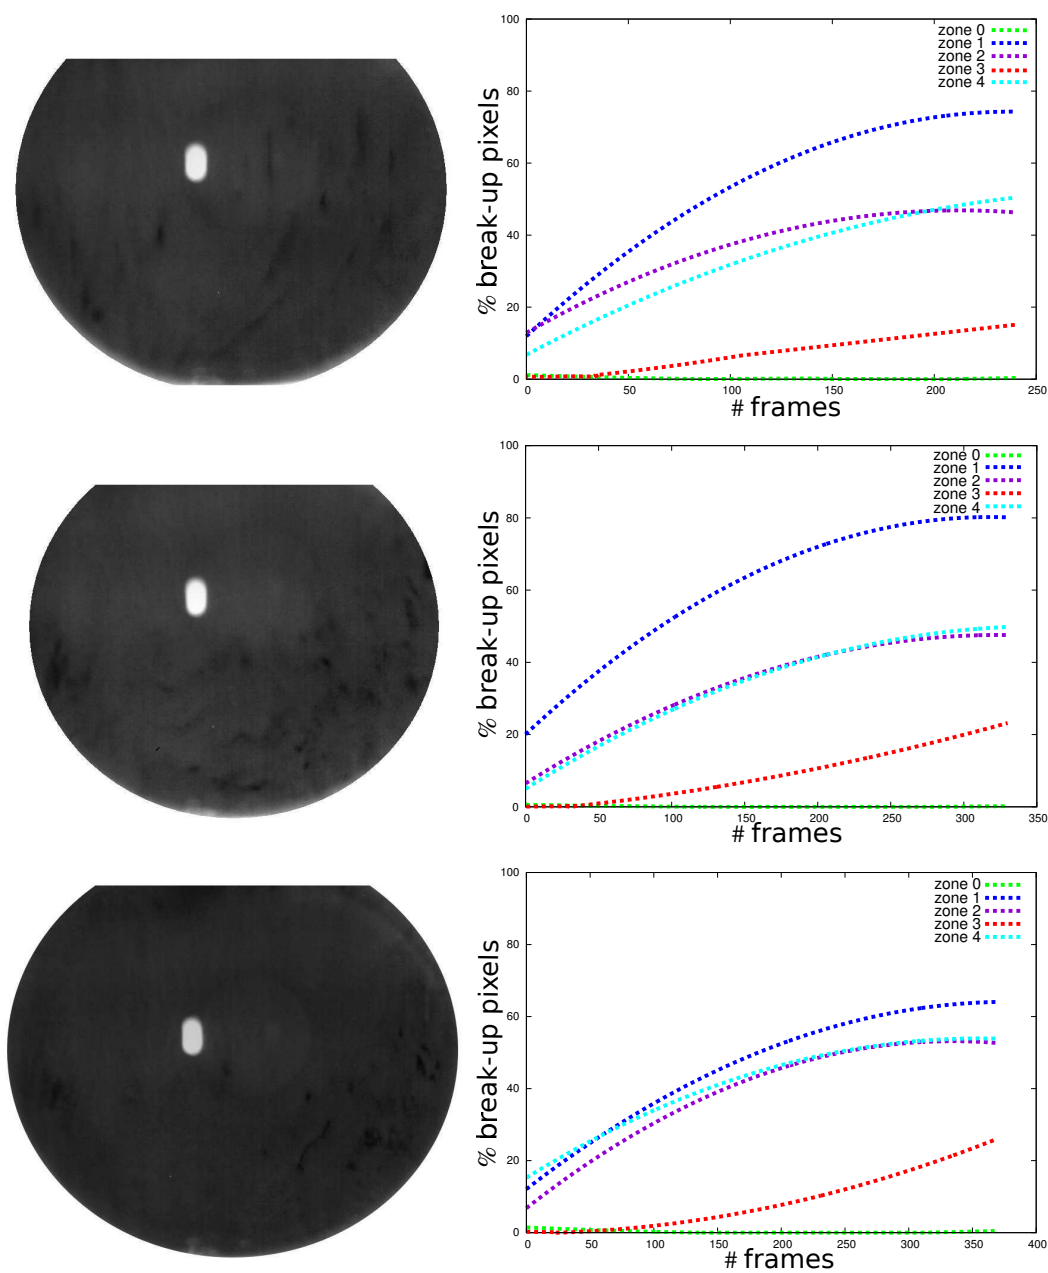 100
80
60
40
20
0
% break-up pixels
zone 0
zone 1
zone 2
zone 3
zone 4
0 50 100 150 200 250
# frames
100
80
60
40
20
0
% break-up pixels
zone 0
zone 1
zone 2
zone 3
zone 4
0 50 100 150 200 250 300 350
# frames
100
80
60
40
20
0
% break-up pixels
zone 0
zone 1
zone 2
zone 3
zone 4
0 50 100 150 200 250 300 350 400
# frames